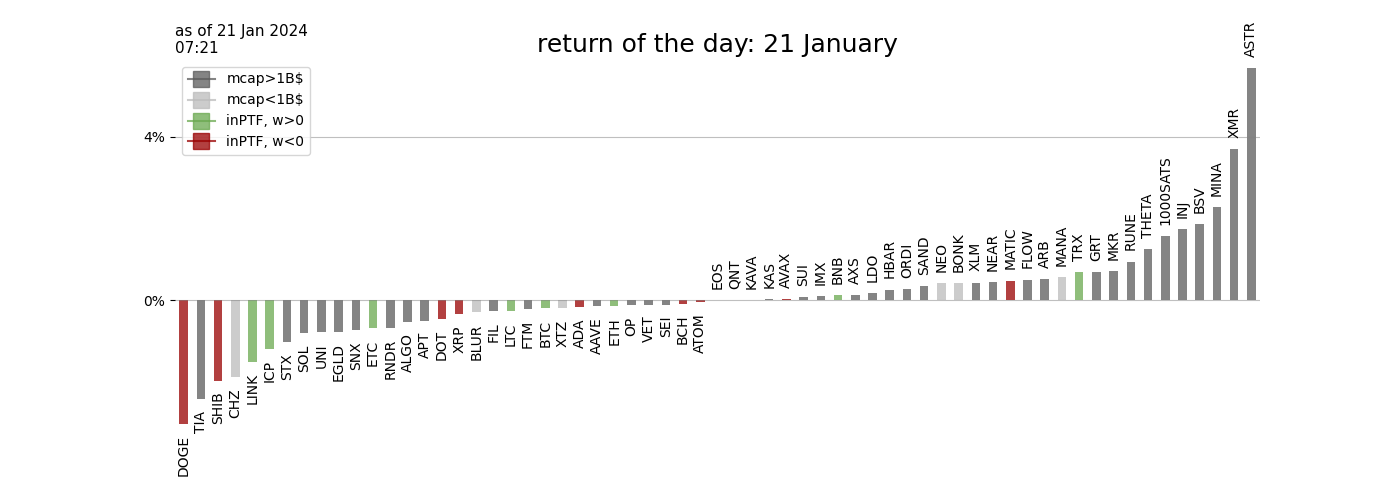 as of 21 Jan 2024
07:21
return of the day: 21 January
mcap>1B$
mcap<1B$
inPTF, w>0
inPTF, w<0
4%
0%
DOGE
TIA
SHIB
CHZ
LINK
ICP
STX
SOL
UNI
EGLD
SNX
ETC
RNDR
ALGO
APT
DOT
XRP
BLUR
FIL
LTC
FTM
BTC
XTZ
ADA
AAVE
ETH
OP
VET
SEI
BCH
ATOM
EOS
QNT
KAVA
KAS
AVAX
SUI
IMX
BNB
AXS
LDO
HBAR
ORDI
SAND
NEO
BONK
XLM
NEAR
MATIC
FLOW
ARB
MANA
TRX
GRT
MKR
RUNE
THETA
1000SATS
INJ
BSV
MINA
XMR
ASTR